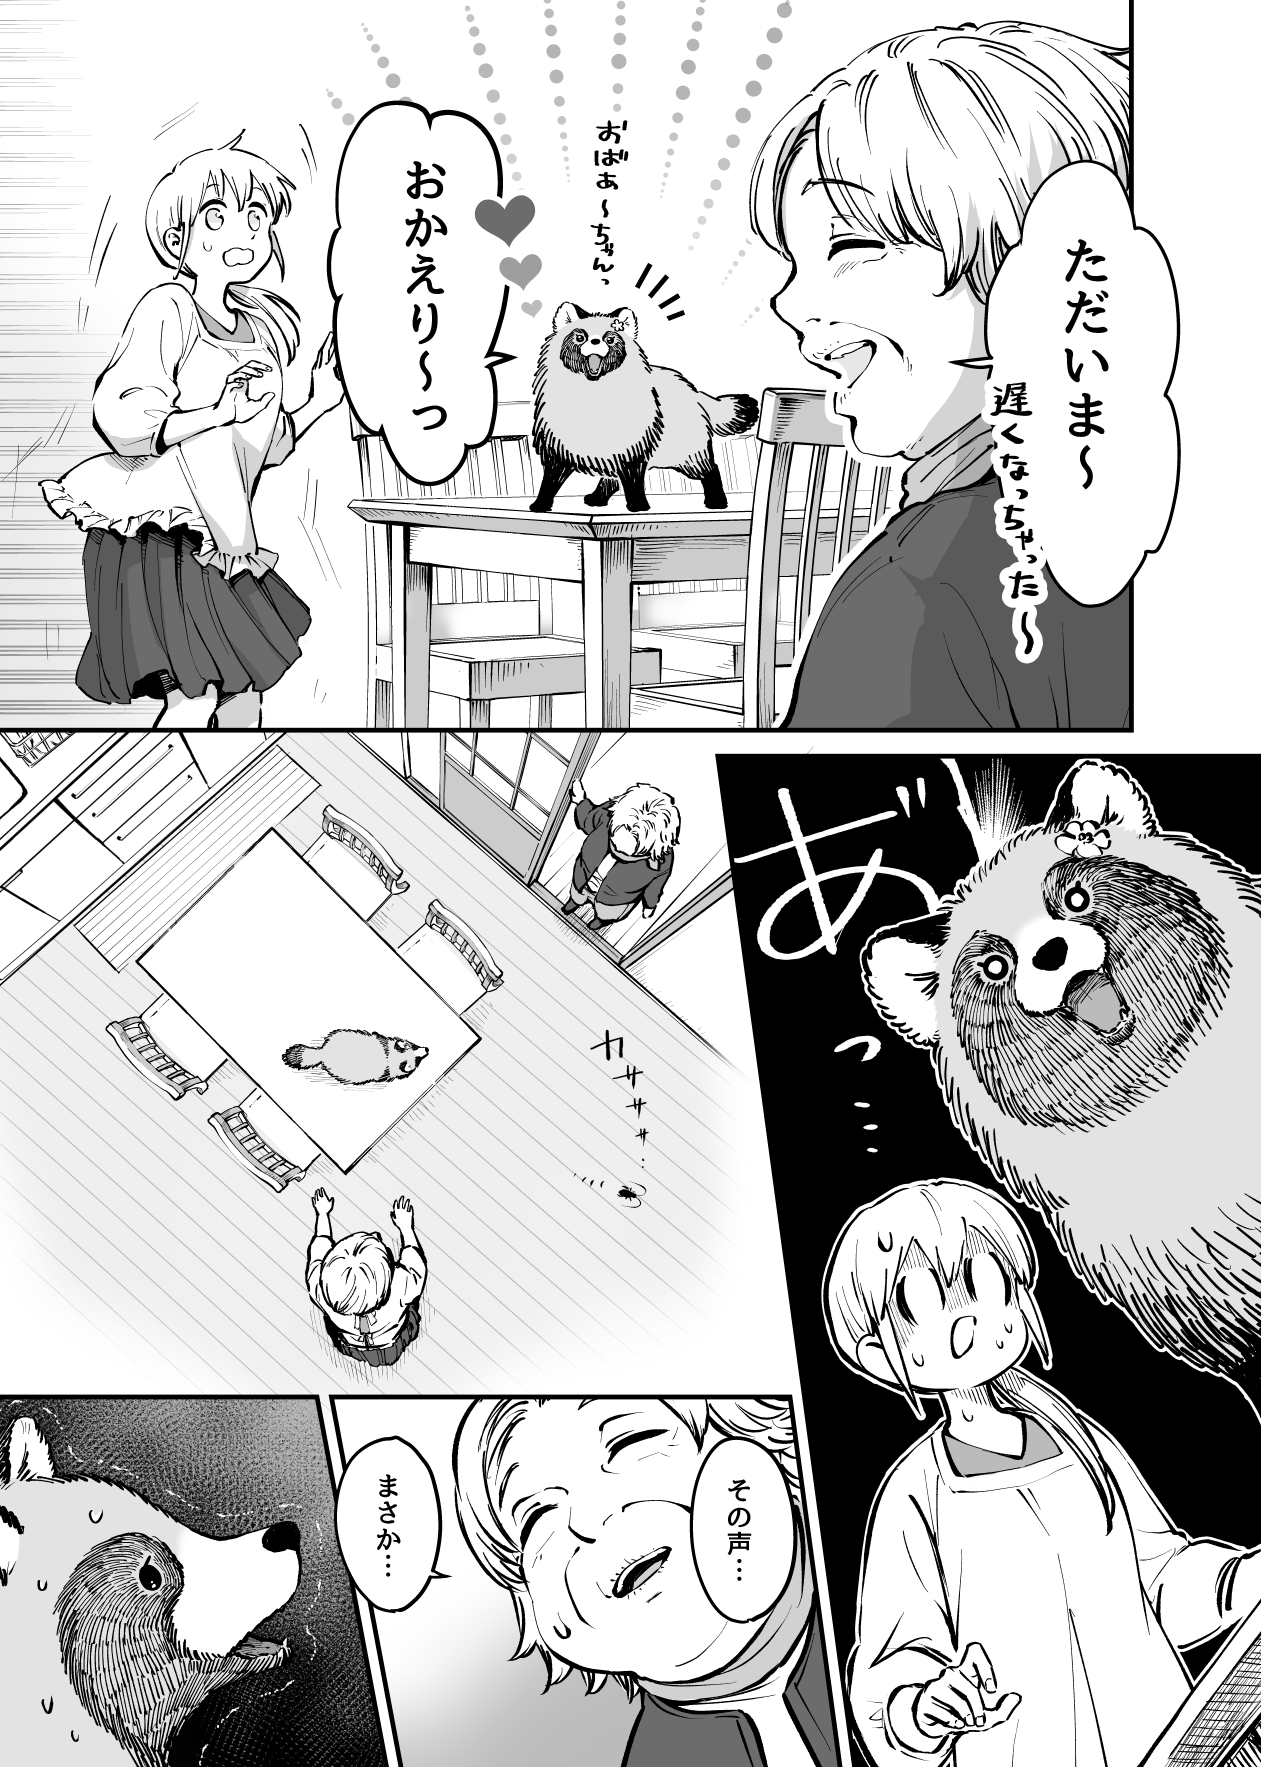 ただいま～
遅くなっちゃった～
おばあ～ちゃんっ
おかえり～っ
あ゛
っ…
カサササ…
その声…
まさか…